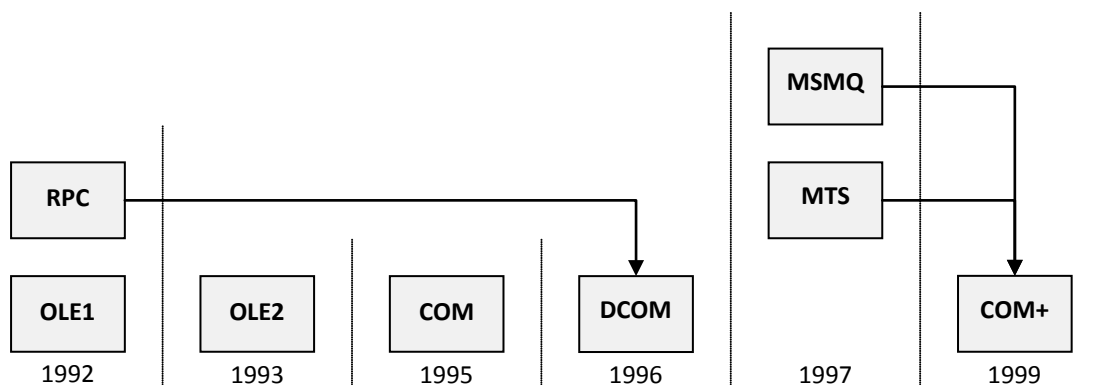 MSMQ
RPC
MTS
OLE1
OLE2
COM
DCOM
COM+
1992
1993
1995
1996
1997
1999